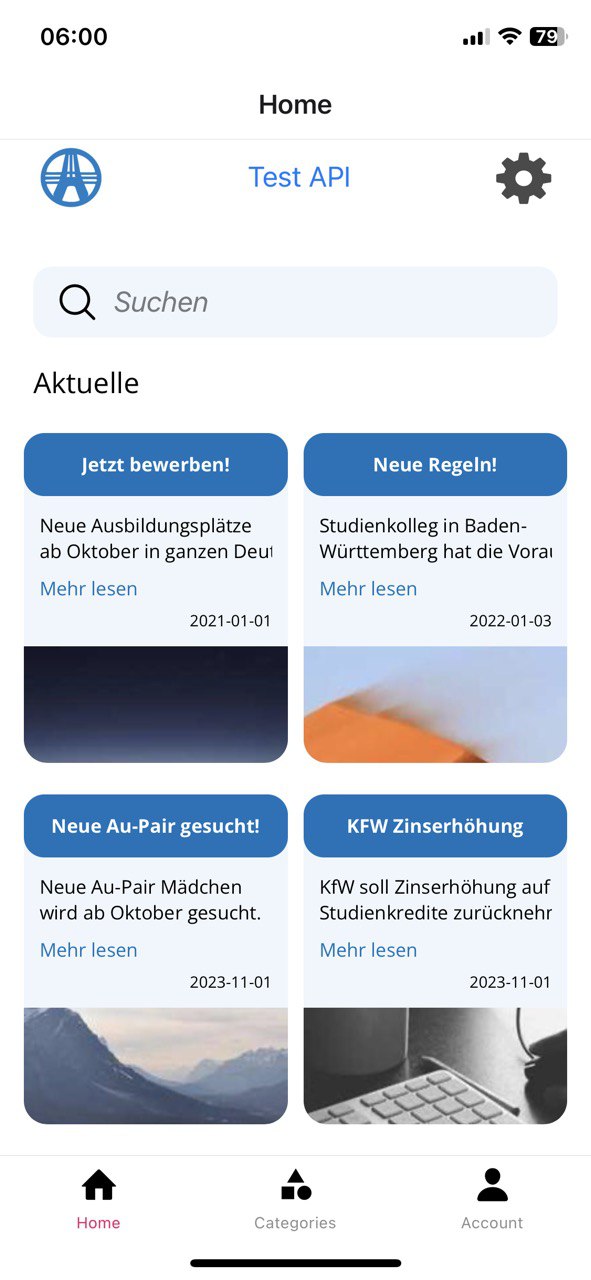 06:00
79
Home
Test API
Suchen
Aktuelle
Jetzt bewerben!
Neue Ausbildungsplätze
ab Oktober in ganzen Deut
Mehr lesen
2021-01-01
Neue Regeln!
Studienkolleg in Baden-
Württemberg hat die Vorau
Mehr lesen
2022-01-03
Neue Au-Pair gesucht!
Neue Au-Pair Mädchen
wird ab Oktober gesucht.
Mehr lesen
2023-11-01
KFW Zinserhöhung
KfW soll Zinserhöhung auf
Studienkredite zurücknehm
Mehr lesen
2023-11-01
Home
Categories
Account